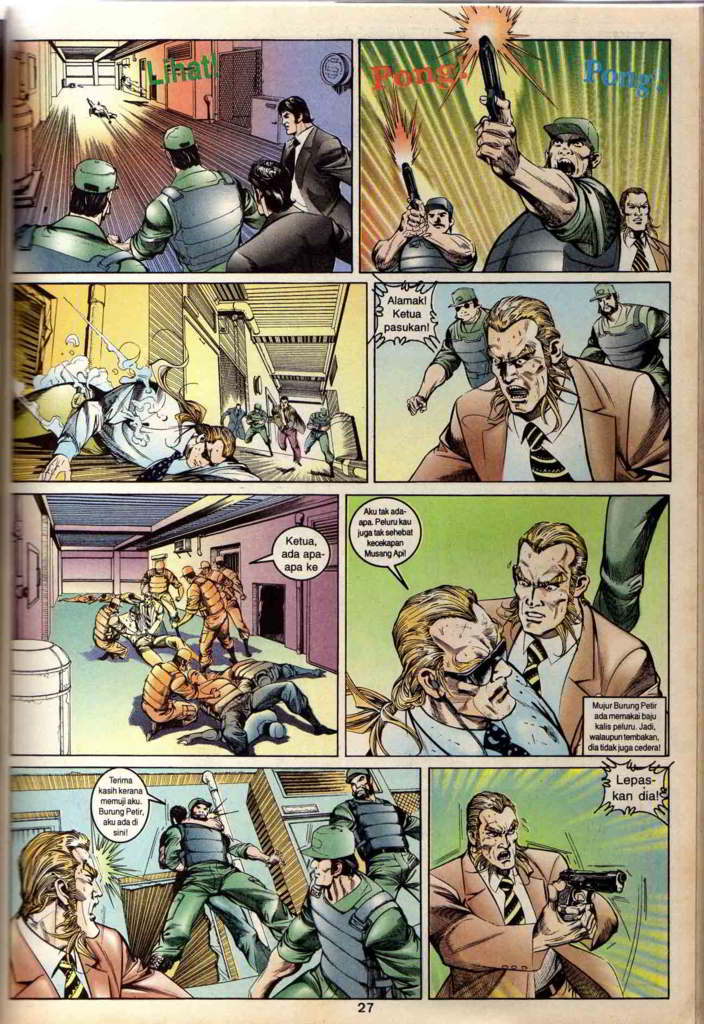 Lihat!
Pong!
Pong!
Alamak!
Ketua
pasukan!
Ketua,
ada apa-
apa ke
Aku tak ada-
apa. Peluru kau
juga tak sehebat
kecekapan
Musang Api!
Mujur Burung Petir
ada memakai baju
kalis peluru. Jadi,
walaupun tembakan,
dia tidak juga cedera!
Terima
kasih kerana
memuji aku.
Burung Petir,
aku ada di
sini!
Lepas-
kan dia!
27